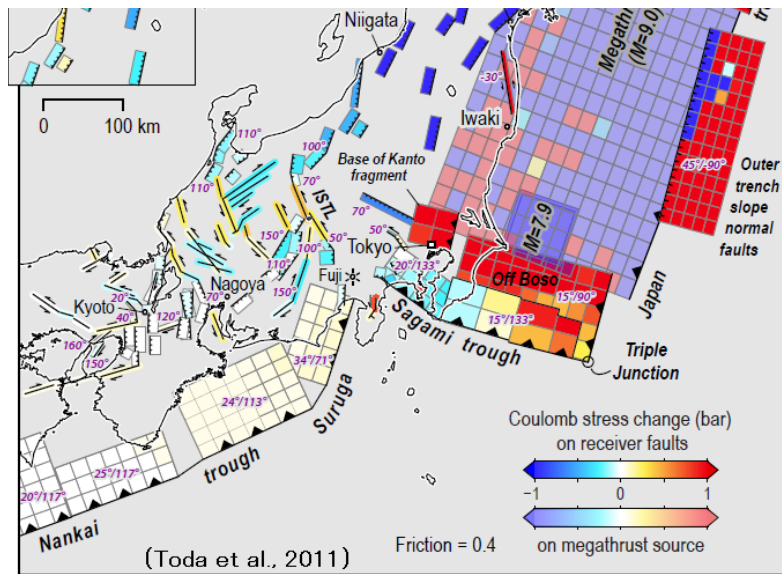 Niigata
0 100 km
Megathrust
(M=9.0)
-30°
Iwaki
110°
100°
Base of Kanto
fragment
45°/-90°
Outer
trench
slope
normal
faults
110°
70°
ISTL
70°
M=7.9
150°
50°
50°
Tokyo
100°
110°
20°/133°
Off Boso
Kyoto
20°
Nagoya
Fuji
150°
70°
15°/90°
Japan
40°
120°
Sagami trough
15°/133°
160°
150°
34°/71°
Triple
Junction
24°/113°
Suruga
Coulomb stress change (bar)
on receiver faults
25°/117°
trough
20°/117°
−1 0 1
Nankai
(Toda et al., 2011)
Friction = 0.4
on megathrust source